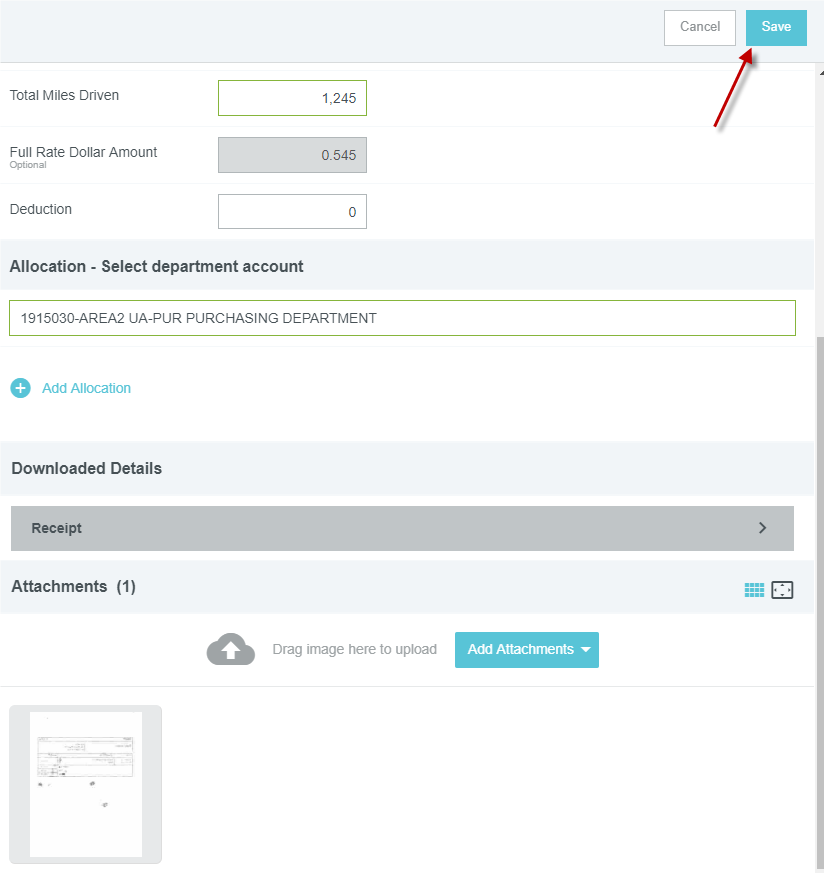 Cancel Save
Total Miles Driven 1,245
Full Rate Dollar Amount 0.545
Optional
Deduction 0
Allocation - Select department account
1915030-AREA2 UA-PUR PURCHASING DEPARTMENT
Add Allocation
Downloaded Details
Receipt
Attachments (1)
Drag image here to upload Add Attachments